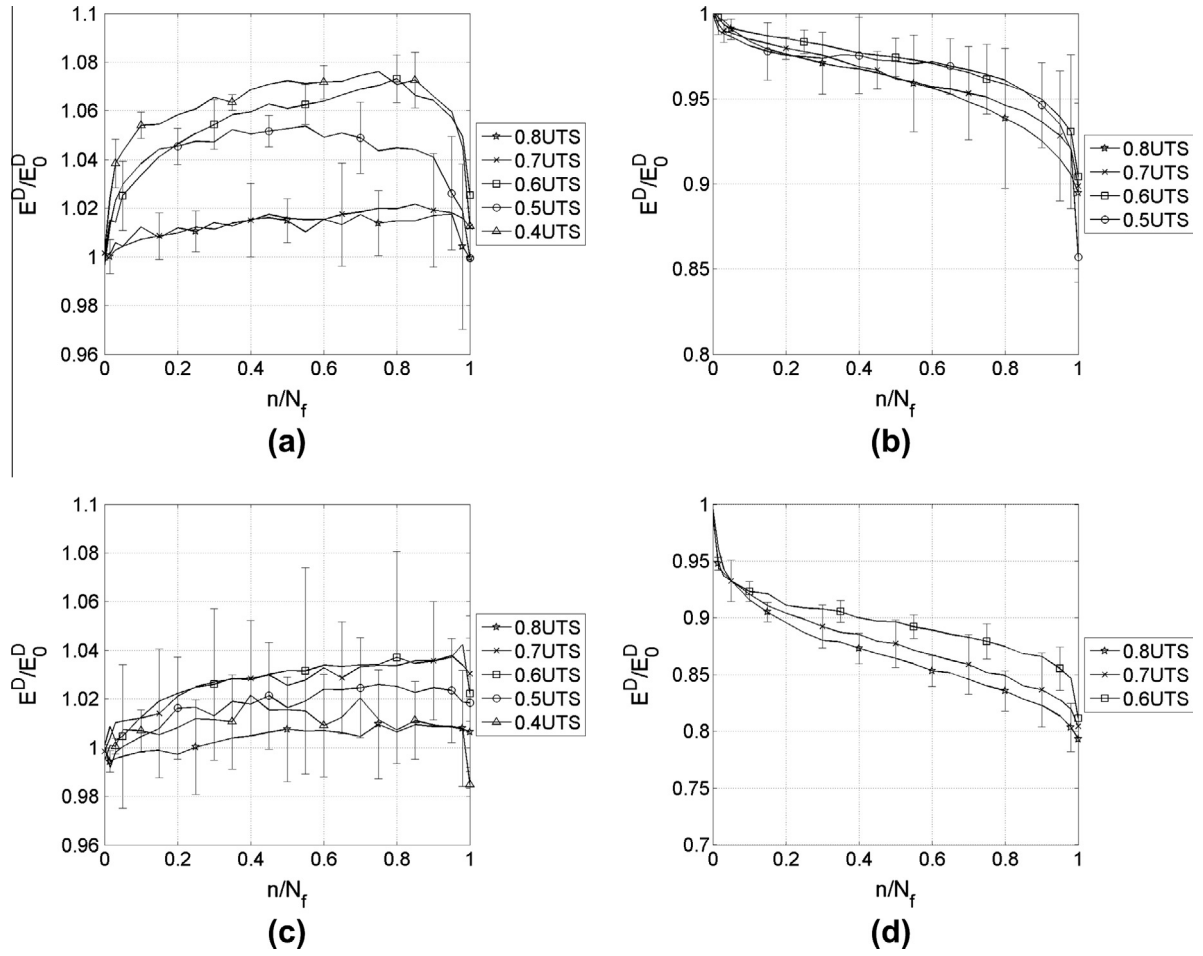 1.1
1.08
1.06
1.04
1.02
1
0.98
0.96
E^D/E_0^D
0 0.2 0.4 0.6 0.8 1
n/N_f
0.8UTS
0.7UTS
0.6UTS
0.5UTS
0.4UTS
(a)
1
0.95
0.9
0.85
0.8
E^D/E_0^D
0 0.2 0.4 0.6 0.8 1
n/N_f
0.8UTS
0.7UTS
0.6UTS
0.5UTS
(b)
1.1
1.08
1.06
1.04
1.02
1
0.98
0.96
E^D/E_0^D
0 0.2 0.4 0.6 0.8 1
n/N_f
0.8UTS
0.7UTS
0.6UTS
0.5UTS
0.4UTS
(c)
1
0.95
0.9
0.85
0.8
0.75
0.7
E^D/E_0^D
0 0.2 0.4 0.6 0.8 1
n/N_f
0.8UTS
0.7UTS
0.6UTS
(d)